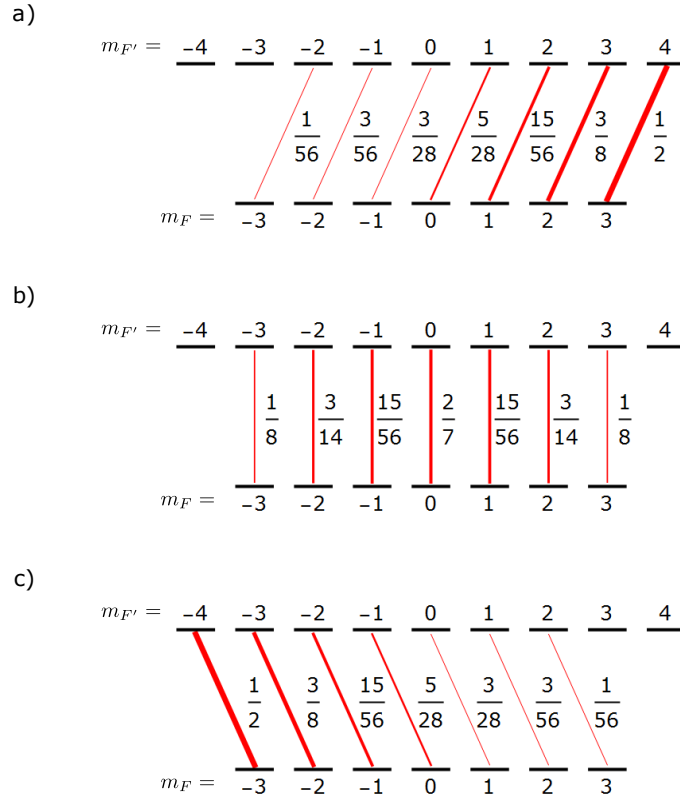 a)
m_{F'} = -4 -3 -2 -1 0 1 2 3 4
1/56 3/56 3/28 5/28 15/56 3/8 1/2
m_F = -3 -2 -1 0 1 2 3
b)
m_{F'} = -4 -3 -2 -1 0 1 2 3 4
1/8 3/14 15/56 2/7 15/56 3/14 1/8
m_F = -3 -2 -1 0 1 2 3
c)
m_{F'} = -4 -3 -2 -1 0 1 2 3 4
1/2 3/8 15/56 5/28 3/28 3/56 1/56
m_F = -3 -2 -1 0 1 2 3